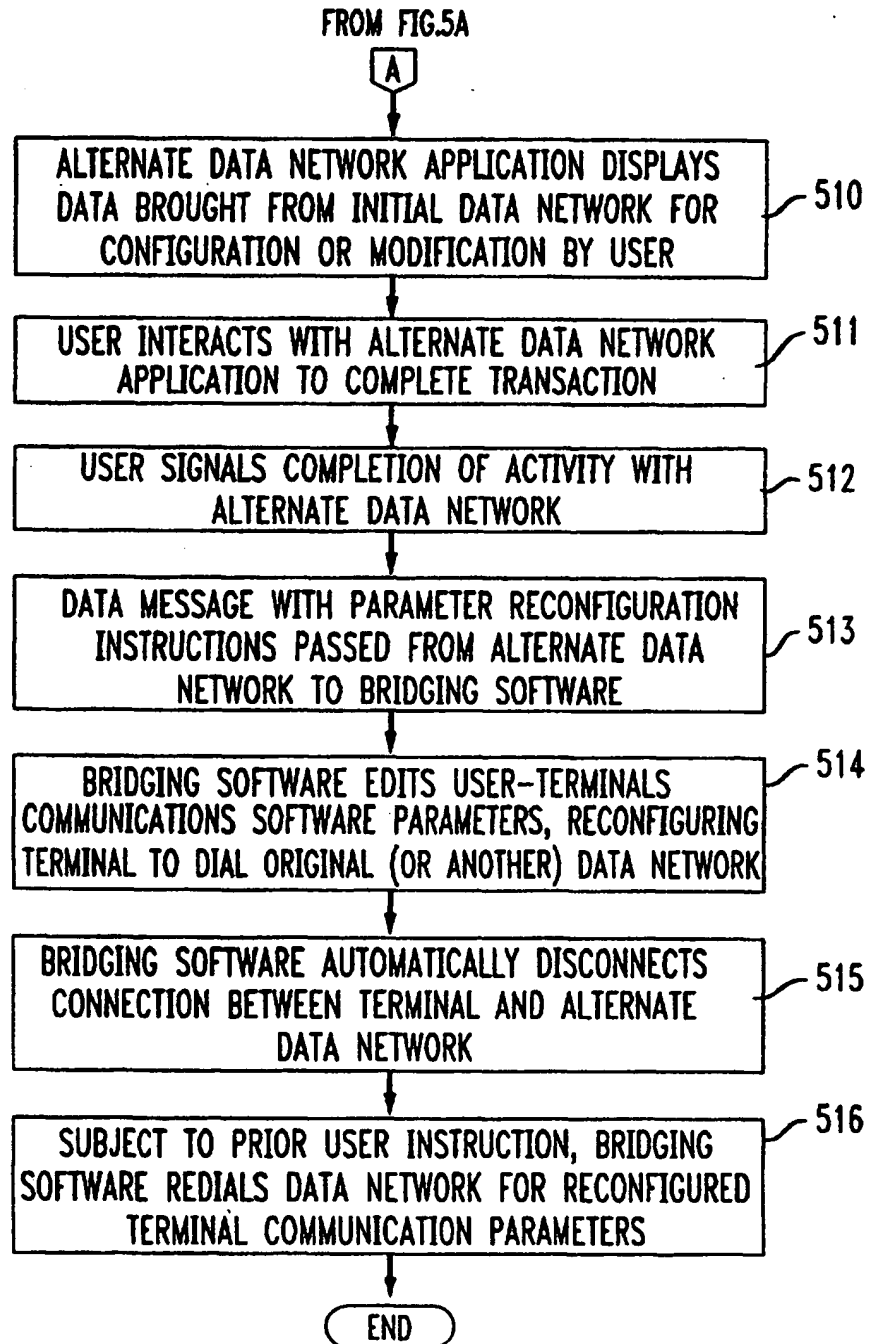 FROM FIG.5A
A
ALTERNATE DATA NETWORK APPLICATION DISPLAYS
DATA BROUGHT FROM INITIAL DATA NETWORK FOR
CONFIGURATION OR MODIFICATION BY USER
510
USER INTERACTS WITH ALTERNATE DATA NETWORK
APPLICATION TO COMPLETE TRANSACTION
511
USER SIGNALS COMPLETION OF ACTIVITY WITH
ALTERNATE DATA NETWORK
512
DATA MESSAGE WITH PARAMETER RECONFIGURATION
INSTRUCTIONS PASSED FROM ALTERNATE DATA
NETWORK TO BRIDGING SOFTWARE
513
BRIDGING SOFTWARE EDITS USER-TERMINALS
COMMUNICATIONS SOFTWARE PARAMETERS, RECONFIGURING
TERMINAL TO DIAL ORIGINAL (OR ANOTHER) DATA NETWORK
514
BRIDGING SOFTWARE AUTOMATICALLY DISCONNECTS
CONNECTION BETWEEN TERMINAL AND ALTERNATE
DATA NETWORK
515
SUBJECT TO PRIOR USER INSTRUCTION, BRIDGING
SOFTWARE REDIALS DATA NETWORK FOR RECONFIGURED
TERMINAL COMMUNICATION PARAMETERS
516
END